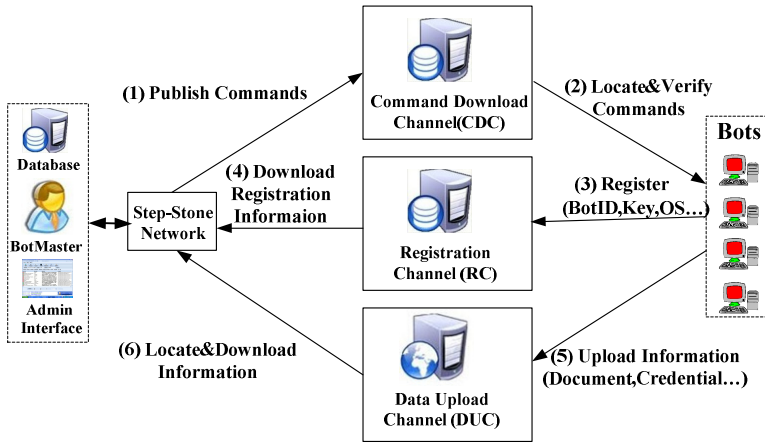 (1) Publish Commands
Command Download
Channel(CDC)
(2) Locate&Verify
Commands
Database
BotMaster
Admin
Interface
Step-Stone
Network
(4) Download
Registration
Informaion
Registration
Channel (RC)
(3) Register
(BotID,Key,OS…)
Bots
(6) Locate&Download
Information
Data Upload
Channel (DUC)
(5) Upload Information
(Document,Credential…)